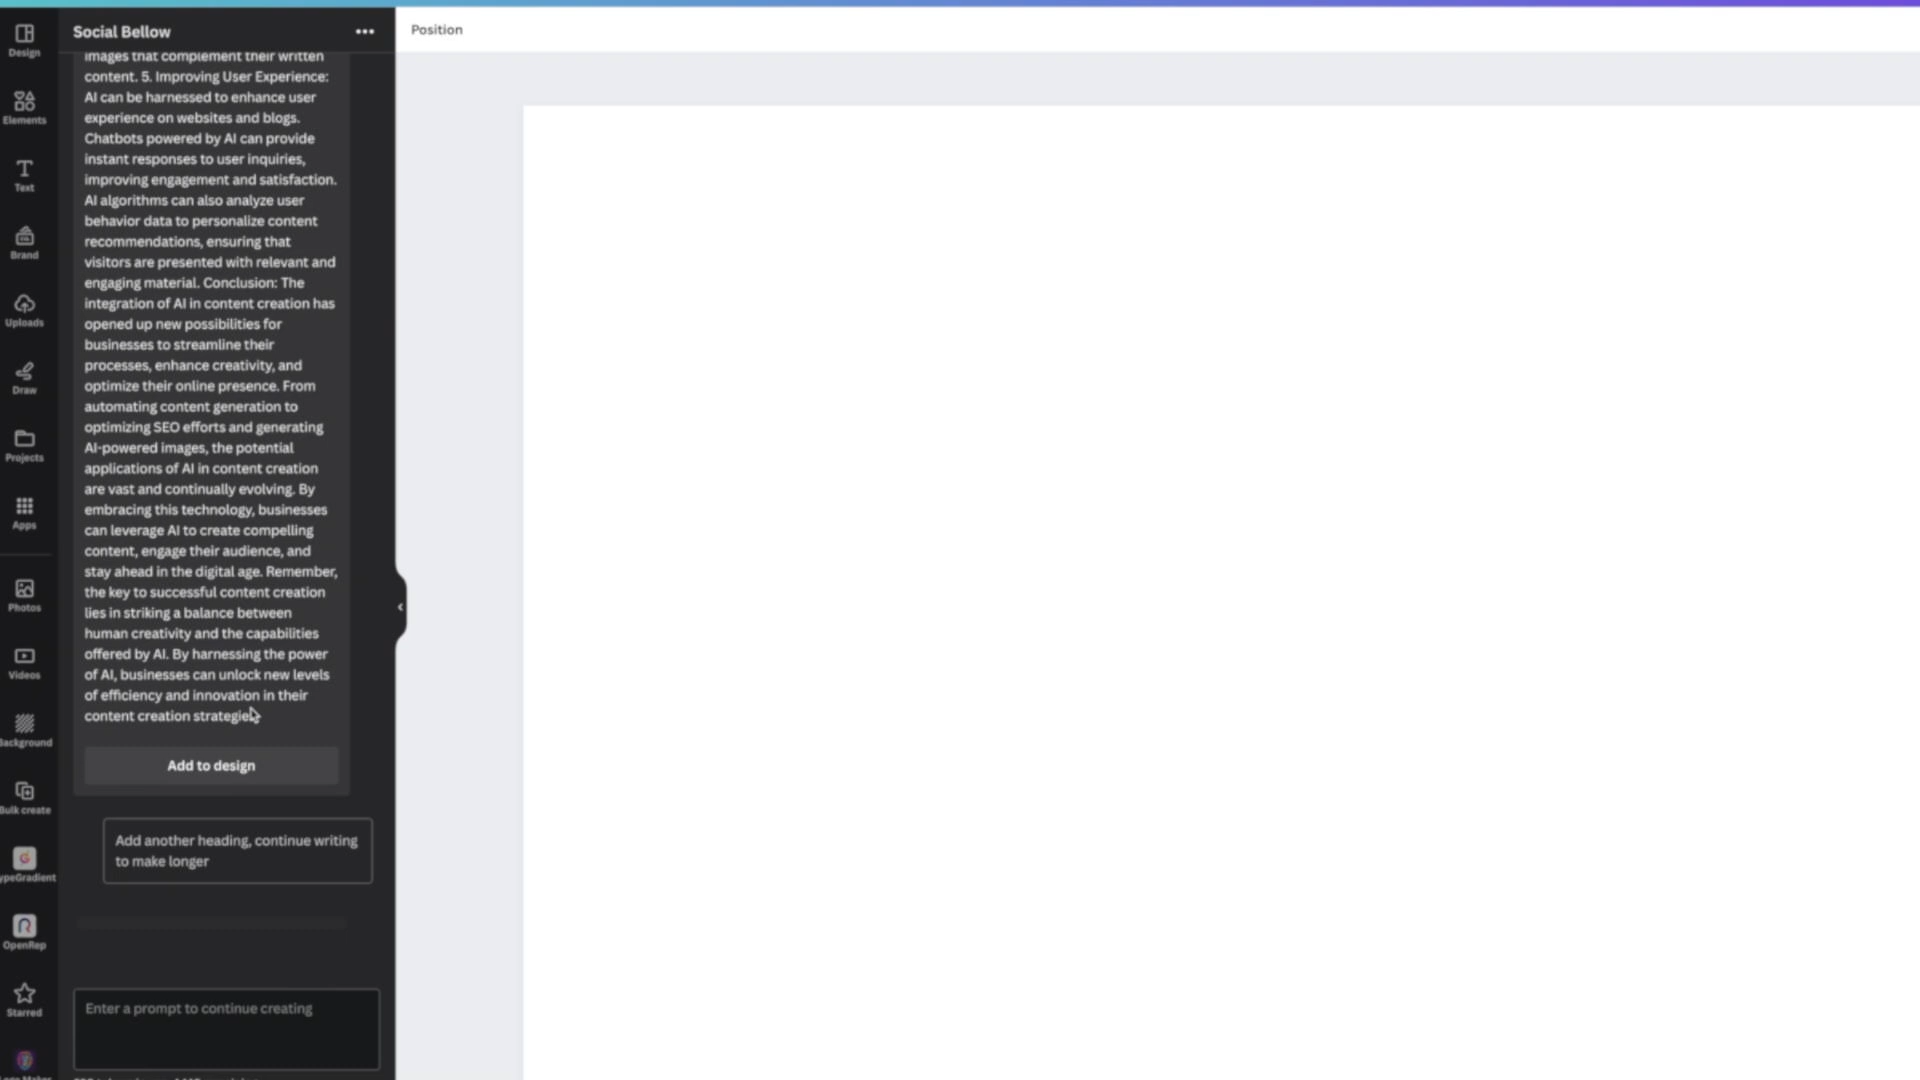 Social Bellow
Position
Design
Elements
Text
Brand
Uploads
Draw
Projects
Apps
Photos
Videos
Background
Bulk create
ypeGradient
OpenRep
Starred
images that complement their written
content. 5. Improving User Experience:
AI can be harnessed to enhance user
experience on websites and blogs.
Chatbots powered by AI can provide
instant responses to user inquiries,
improving engagement and satisfaction.
AI algorithms can also analyze user
behavior data to personalize content
recommendations, ensuring that
visitors are presented with relevant and
engaging material. Conclusion: The
integration of AI in content creation has
opened up new possibilities for
businesses to streamline their
processes, enhance creativity, and
optimize their online presence. From
automating content generation to
optimizing SEO efforts and generating
AI-powered images, the potential
applications of AI in content creation
are vast and continually evolving. By
embracing this technology, businesses
can leverage AI to create compelling
content, engage their audience, and
stay ahead in the digital age. Remember,
the key to successful content creation
lies in striking a balance between
human creativity and the capabilities
offered by AI. By harnessing the power
of AI, businesses can unlock new levels
of efficiency and innovation in their
content creation strategies.
Add to design
Add another heading, continue writing
to make longer
Enter a prompt to continue creating